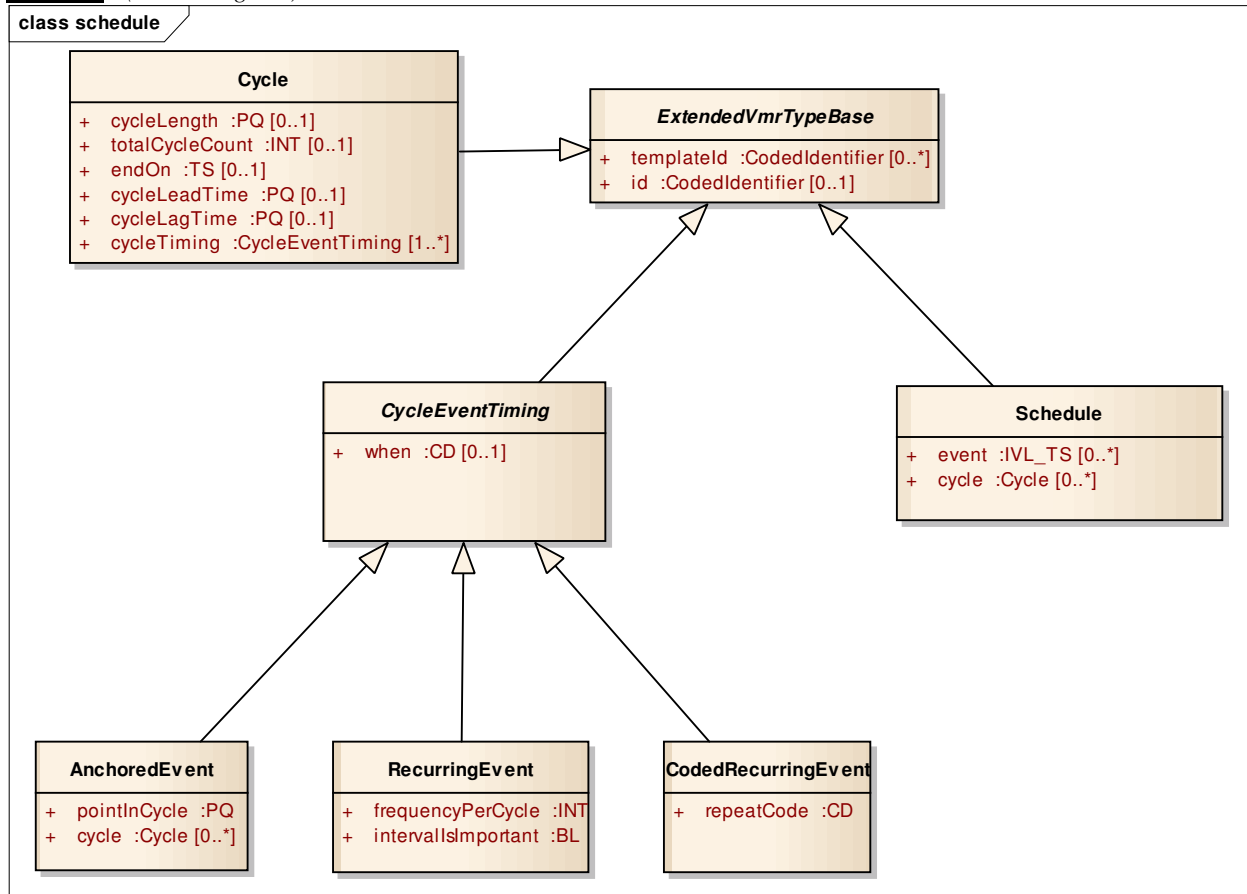 class schedule
Cycle
+ cycleLength :PQ [0..1]
+ totalCycleCount :INT [0..1]
+ endOn :TS [0..1]
+ cycleLeadTime :PQ [0..1]
+ cycleLagTime :PQ [0..1]
+ cycleTiming :CycleEventTiming [1..*]
ExtendedVmrTypeBase
+ templateId :CodedIdentifier [0..*]
+ id :CodedIdentifier [0..1]
CycleEventTiming
+ when :CD [0..1]
Schedule
+ event :IVL_TS [0..*]
+ cycle :Cycle [0..*]
AnchoredEvent
+ pointInCycle :PQ
+ cycle :Cycle [0..*]
RecurringEvent
+ frequencyPerCycle :INT
+ intervalIsImportant :BL
CodedRecurringEvent
+ repeatCode :CD